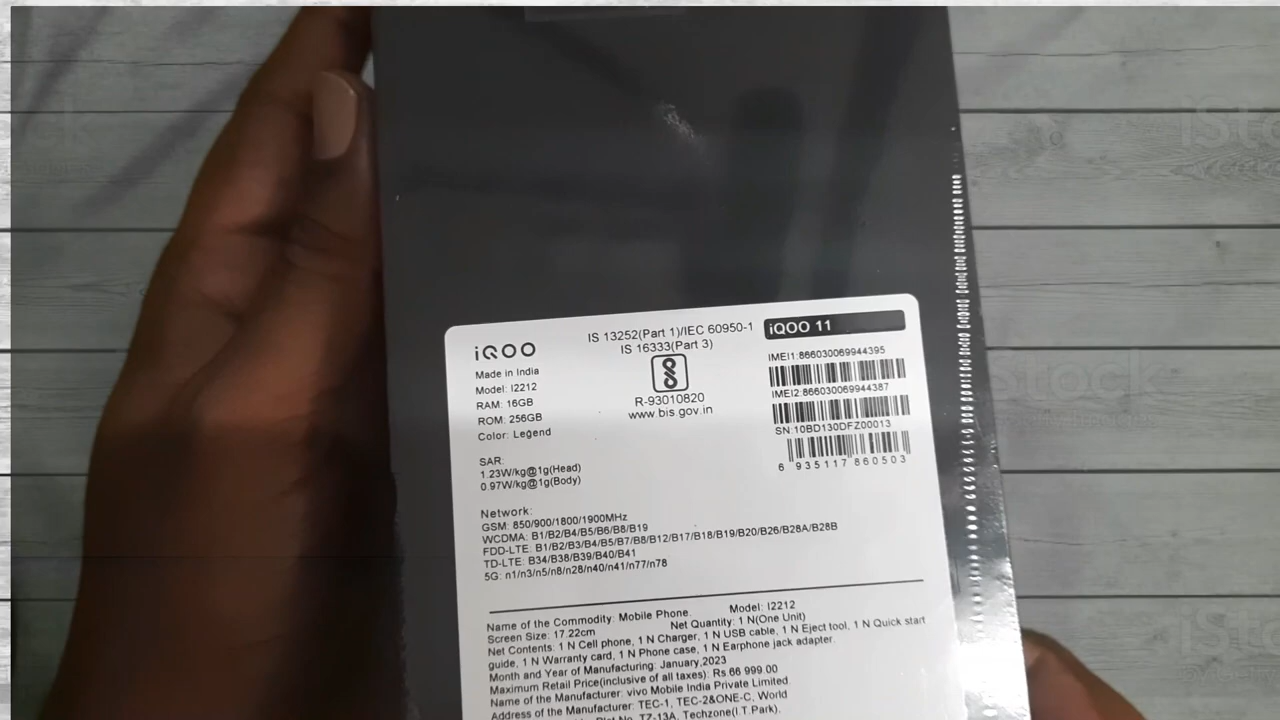 iQOO
Made in India
Model: I2212
RAM: 16GB
ROM: 256GB
Color: Legend
SAR:
1.23W/kg@1g(Head)
0.97W/kg@1g(Body)
IS 13252(Part 1)/IEC 60950-1
IS 16333(Part 3)
R-93010820
www.bis.gov.in
iQOO 11
IMEI1:866030069944395
IMEI2:866030069944387
SN:10BD130DFZ00013
6 935117 860503
Network:
GSM: 850/900/1800/1900MHz
WCDMA: B1/B2/B4/B5/B6/B8/B19
FDD-LTE: B1/B2/B3/B4/B5/B7/B8/B12/B17/B18/B19/B20/B26/B28A/B28B
TD-LTE: B34/B38/B39/B40/B41
5G: n1/n3/n5/n8/n28/n40/n41/n77/n78
Name of the Commodity: Mobile Phone. Model: I2212
Screen Size: 17.22cm Net Quantity: 1 N(One Unit)
Net Contents: 1 N Cell phone, 1 N Charger, 1 N USB cable, 1 N Eject tool, 1 N Quick start
guide, 1 N Warranty card, 1 N Phone case, 1 N Earphone jack adapter.
Month and Year of Manufacturing: January,2023
Maximum Retail Price(inclusive of all taxes): Rs.66 999.00
Name of the Manufacturer: vivo Mobile India Private Limited.
Address of the Manufacturer: TEC-1, TEC-2&ONE-C, World
Plot No. TZ-13A, Techzone(I.T.Park),
iStock